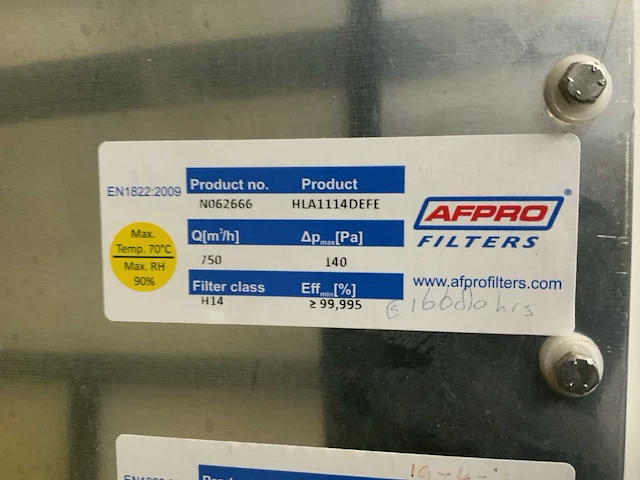 EN1822:2009
Product no. Product
N062666 HLA1114DEFE
Q[m³/h] Δpmax[Pa]
750 140
Filter class Effmin[%]
H14 ≥ 99,995
Max.
Temp. 70°C
Max. RH
90%
AFPRO®
FILTERS
www.afprofilters.com
hrs